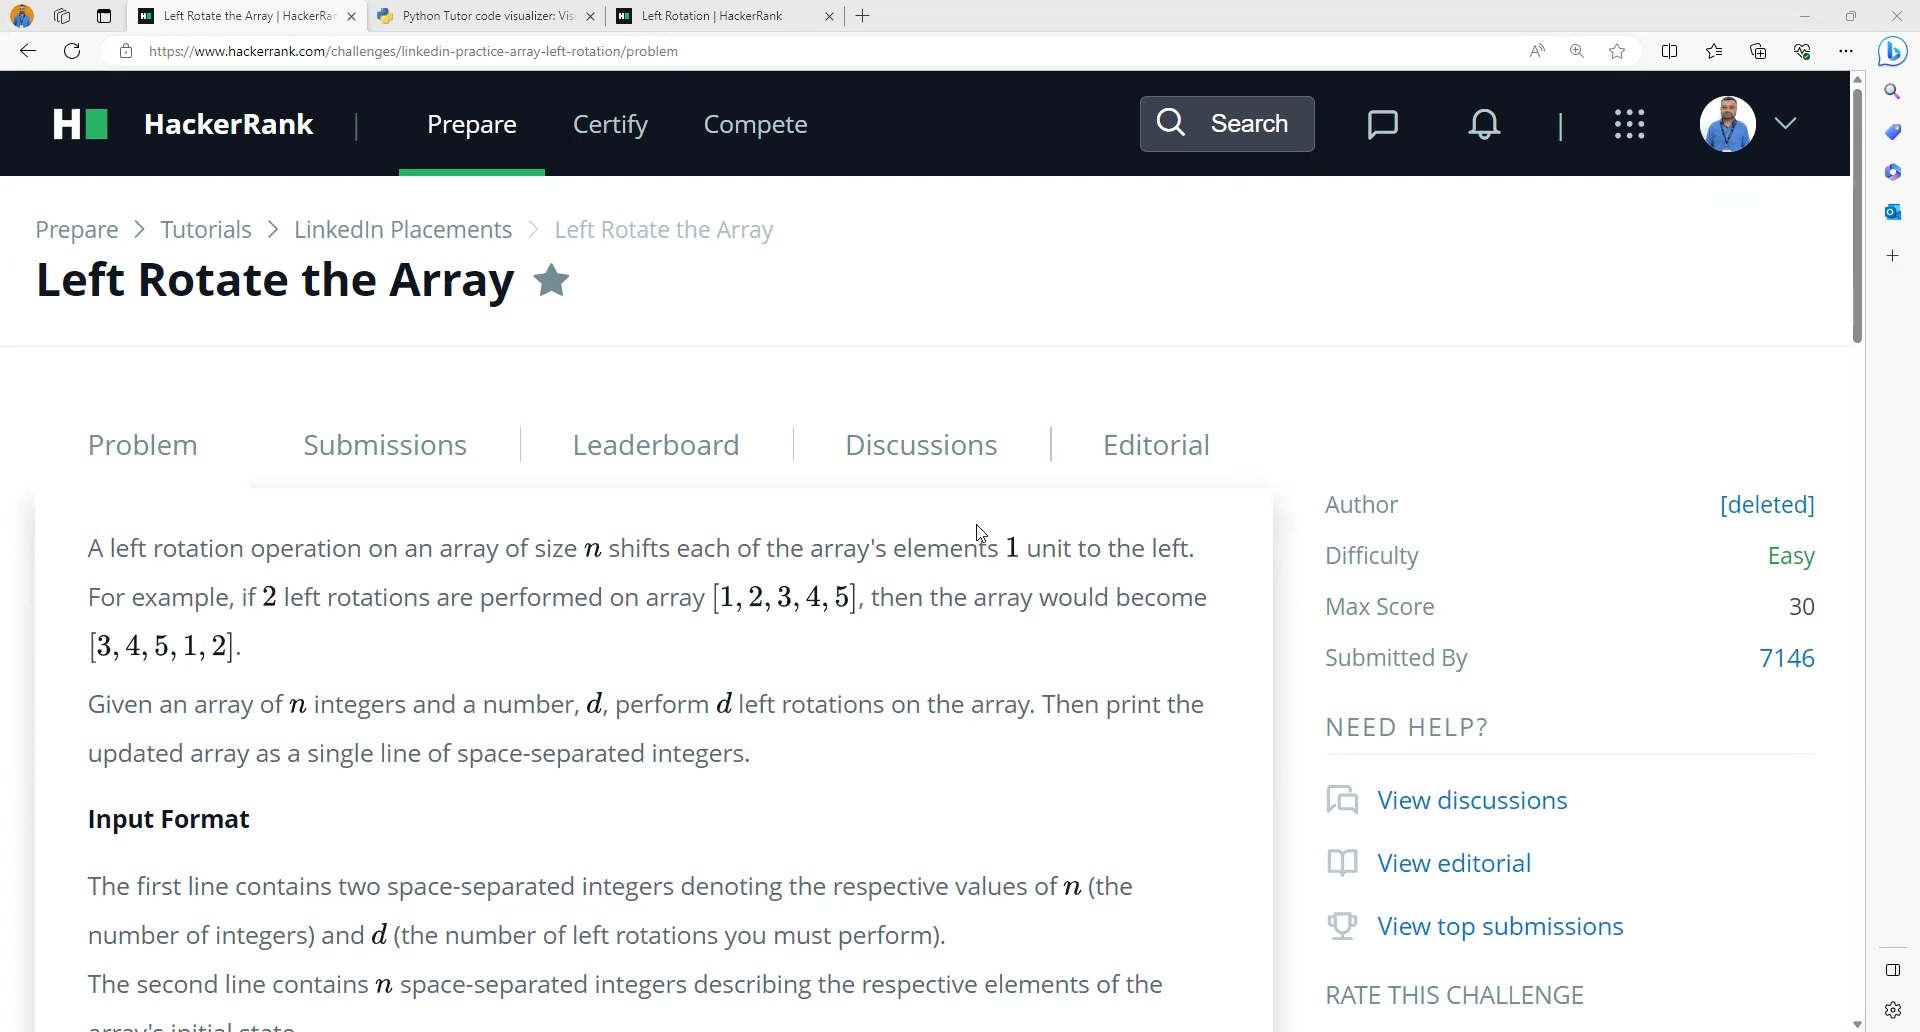 Left Rotate the Array | HackerRar
Python Tutor code visualizer: Vis
Left Rotation | HackerRank
https://www.hackerrank.com/challenges/linkedin-practice-array-left-rotation/problem
HackerRank | Prepare Certify Compete Search |
Prepare > Tutorials > LinkedIn Placements > Left Rotate the Array
Left Rotate the Array
Problem Submissions Leaderboard Discussions Editorial
A left rotation operation on an array of size n shifts each of the array's elements 1 unit to the left.
For example, if 2 left rotations are performed on array [1, 2, 3, 4, 5], then the array would become
[3, 4, 5, 1, 2].
Given an array of n integers and a number, d, perform d left rotations on the array. Then print the
updated array as a single line of space-separated integers.
Input Format
The first line contains two space-separated integers denoting the respective values of n (the
number of integers) and d (the number of left rotations you must perform).
The second line contains n space-separated integers describing the respective elements of the
array's initial state.
Author [deleted]
Difficulty Easy
Max Score 30
Submitted By 7146
NEED HELP?
View discussions
View editorial
View top submissions
RATE THIS CHALLENGE